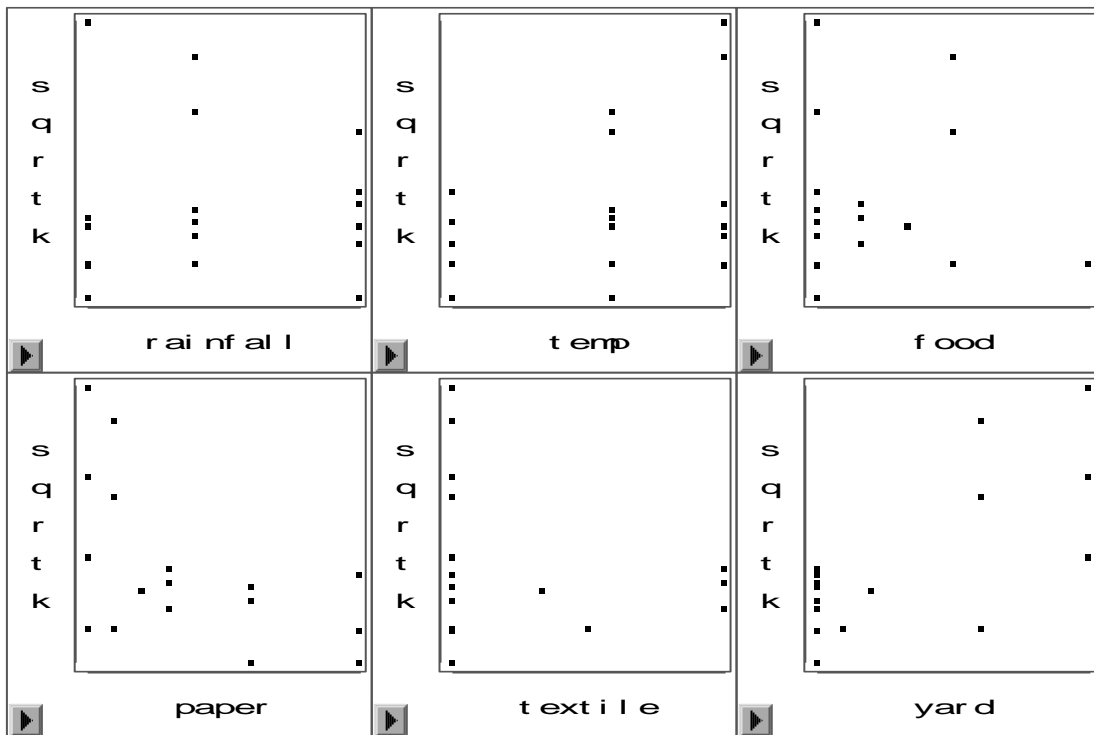 sqrtk
rainfall
sqrtk
temp
sqrtk
food
sqrtk
paper
sqrtk
textile
sqrtk
yard